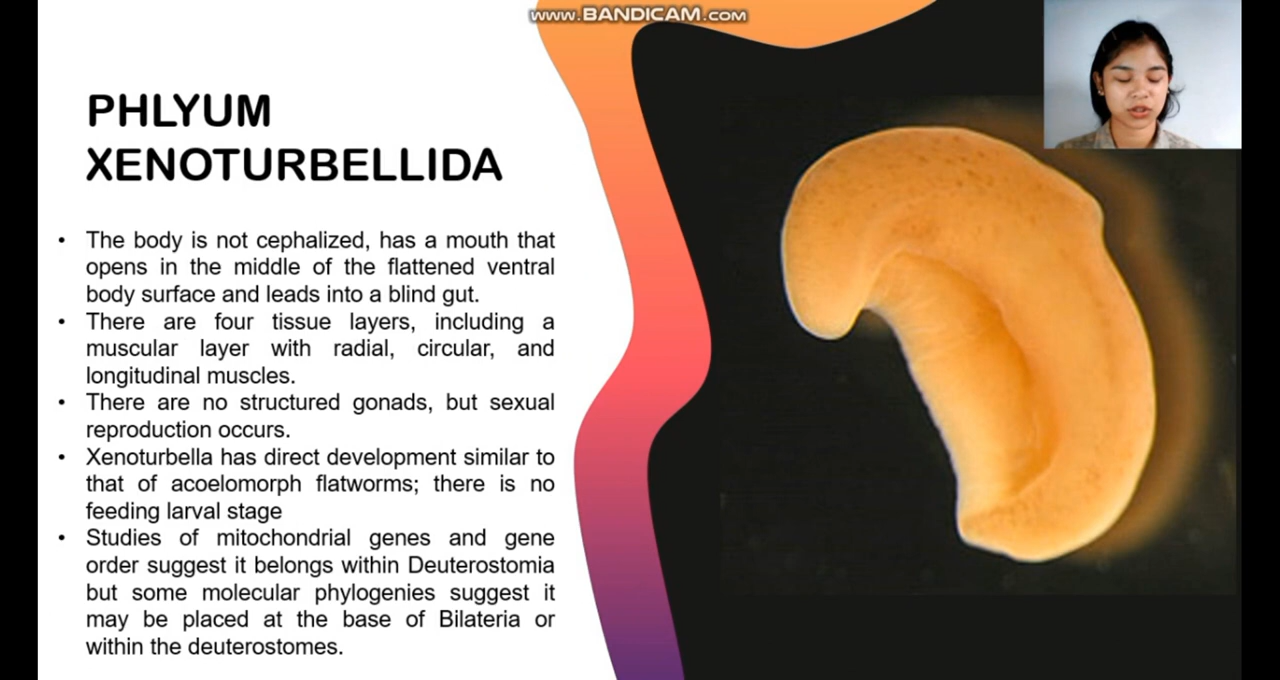 www.BANDICAM.com
PHLYUM
XENOTURBELLIDA
• The body is not cephalized, has a mouth that
opens in the middle of the flattened ventral
body surface and leads into a blind gut.
• There are four tissue layers, including a
muscular layer with radial, circular, and
longitudinal muscles.
• There are no structured gonads, but sexual
reproduction occurs.
• Xenoturbella has direct development similar to
that of acoelomorph flatworms; there is no
feeding larval stage
• Studies of mitochondrial genes and gene
order suggest it belongs within Deuterostomia
but some molecular phylogenies suggest it
may be placed at the base of Bilateria or
within the deuterostomes.